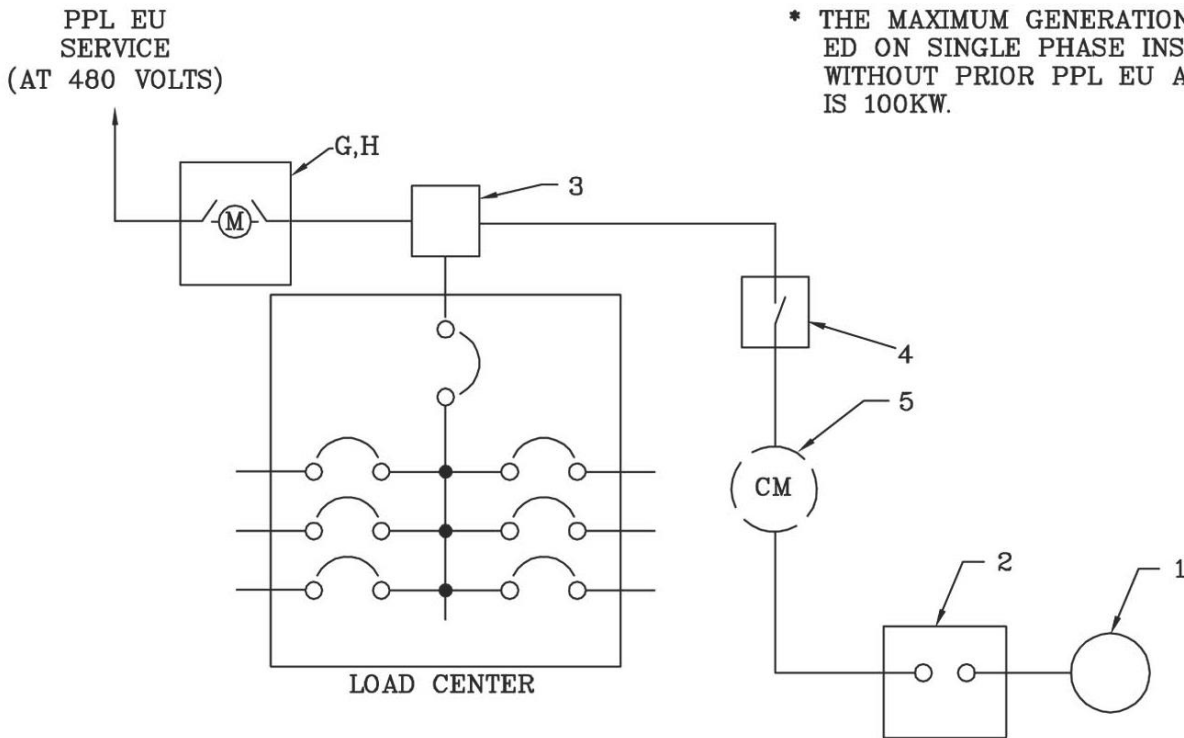 PPL EU
SERVICE
(AT 480 VOLTS)
* THE MAXIMUM GENERATION
ED ON SINGLE PHASE INS
WITHOUT PRIOR PPL EU A
IS 100KW.
G,H
M
3
4
5
CM
2
1
LOAD CENTER